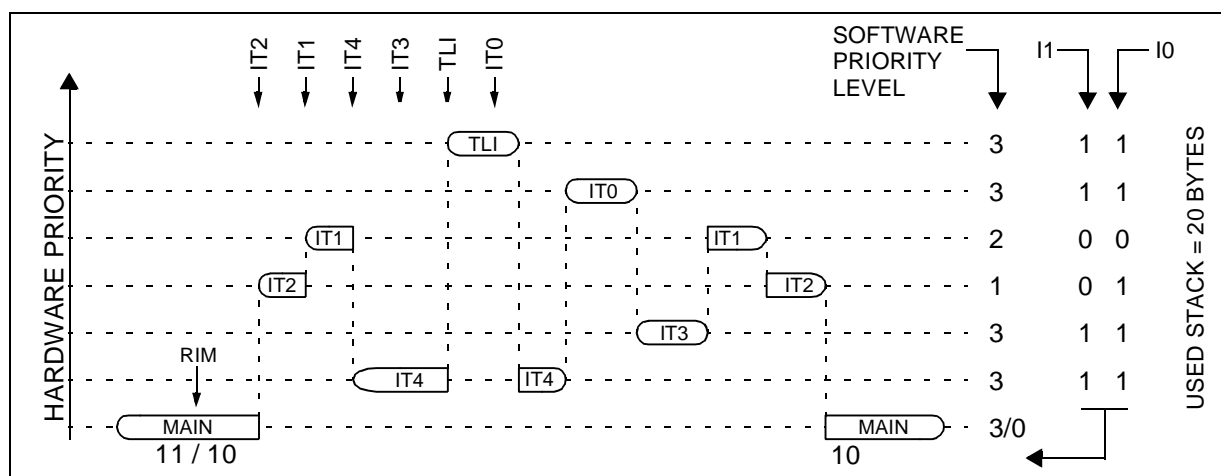 IT2
IT1
IT4
IT3
TLI
IT0
SOFTWARE
PRIORITY
LEVEL
I1
I0
HARDWARE PRIORITY
TLI
3
1 1
IT0
3
1 1
IT1
IT1
2
0 0
IT2
IT2
1
0 1
IT3
3
1 1
RIM
IT4
IT4
3
1 1
MAIN
MAIN
3/0
11 / 10
10
USED STACK = 20 BYTES